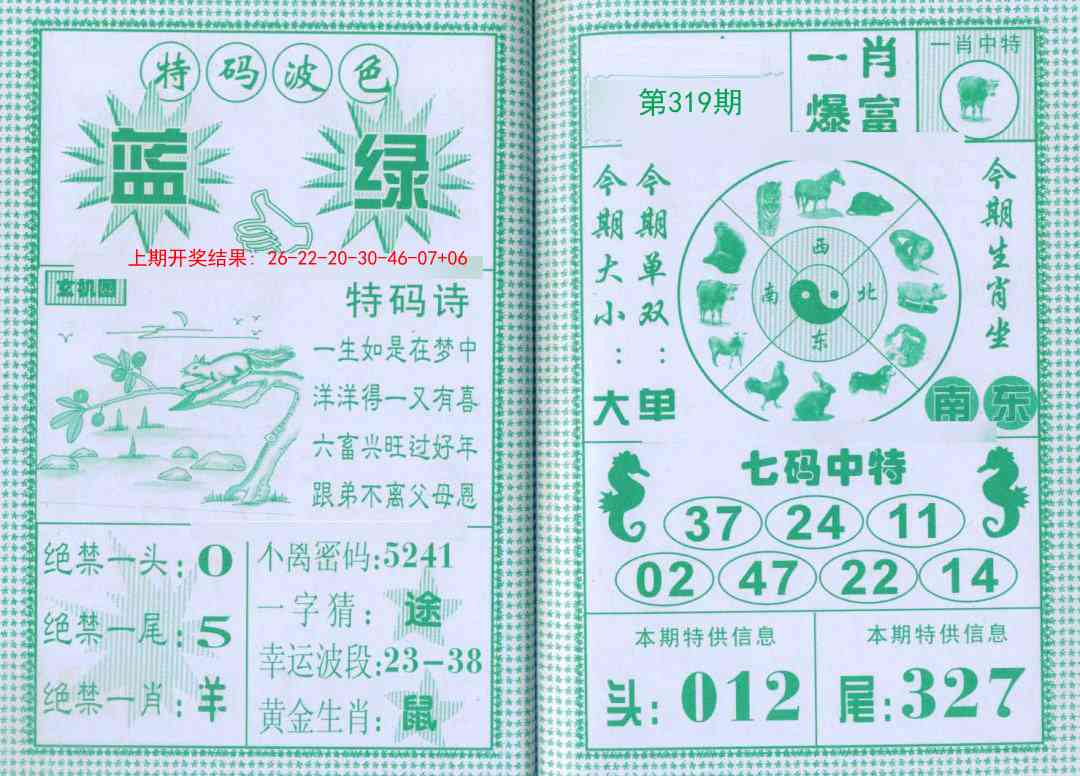 特码波色
蓝 绿
上期开奖结果：26-22-20-30-46-07+06
玄机图
特码诗
一生如是在梦中
洋洋得一又有喜
六畜兴旺过好年
跟弟不离父母恩
绝禁一头：0
绝禁一尾：5
绝禁一肖：羊
不离密码:5241
一字猜：途
幸运波段:23-38
黄金生肖：鼠
第319期
一肖
爆富
一肖中特
今期大小：大
今期单双：单
西
南 北
东
今期生肖坐
南东
七码中特
37 24 11
02 47 22 14
本期特供信息
头：012
本期特供信息
尾:327